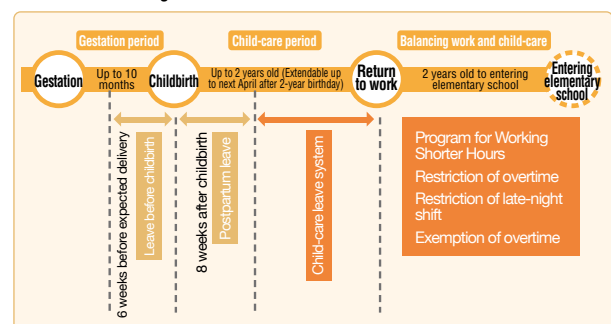 Gestation period
Child-care period
Balancing work and child-care
Gestation
Up to 10
months
Childbirth
Up to 2 years old (Extendable up
to next April after 2-year birthday)
Return
to work
2 years old to entering
elementary school
Entering
elementary
school
6 weeks before expected delivery
Leave before childbirth
8 weeks after childbirth
Postpartum leave
Child-care leave system
Program for Working
Shorter Hours
Restriction of overtime
Restriction of late-night
shift
Exemption of overtime